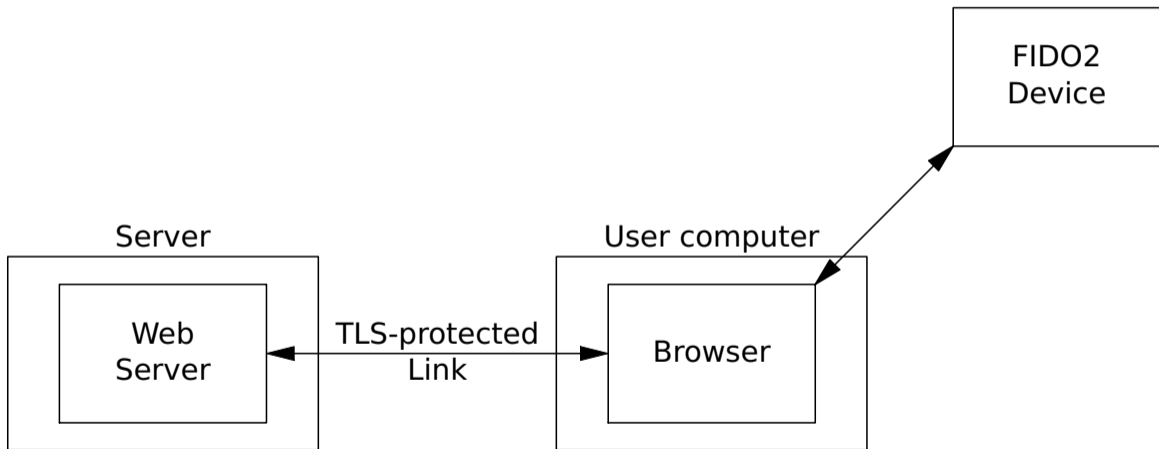 FIDO2
Device
Server
User computer
Web
Server
TLS-protected
Link
Browser